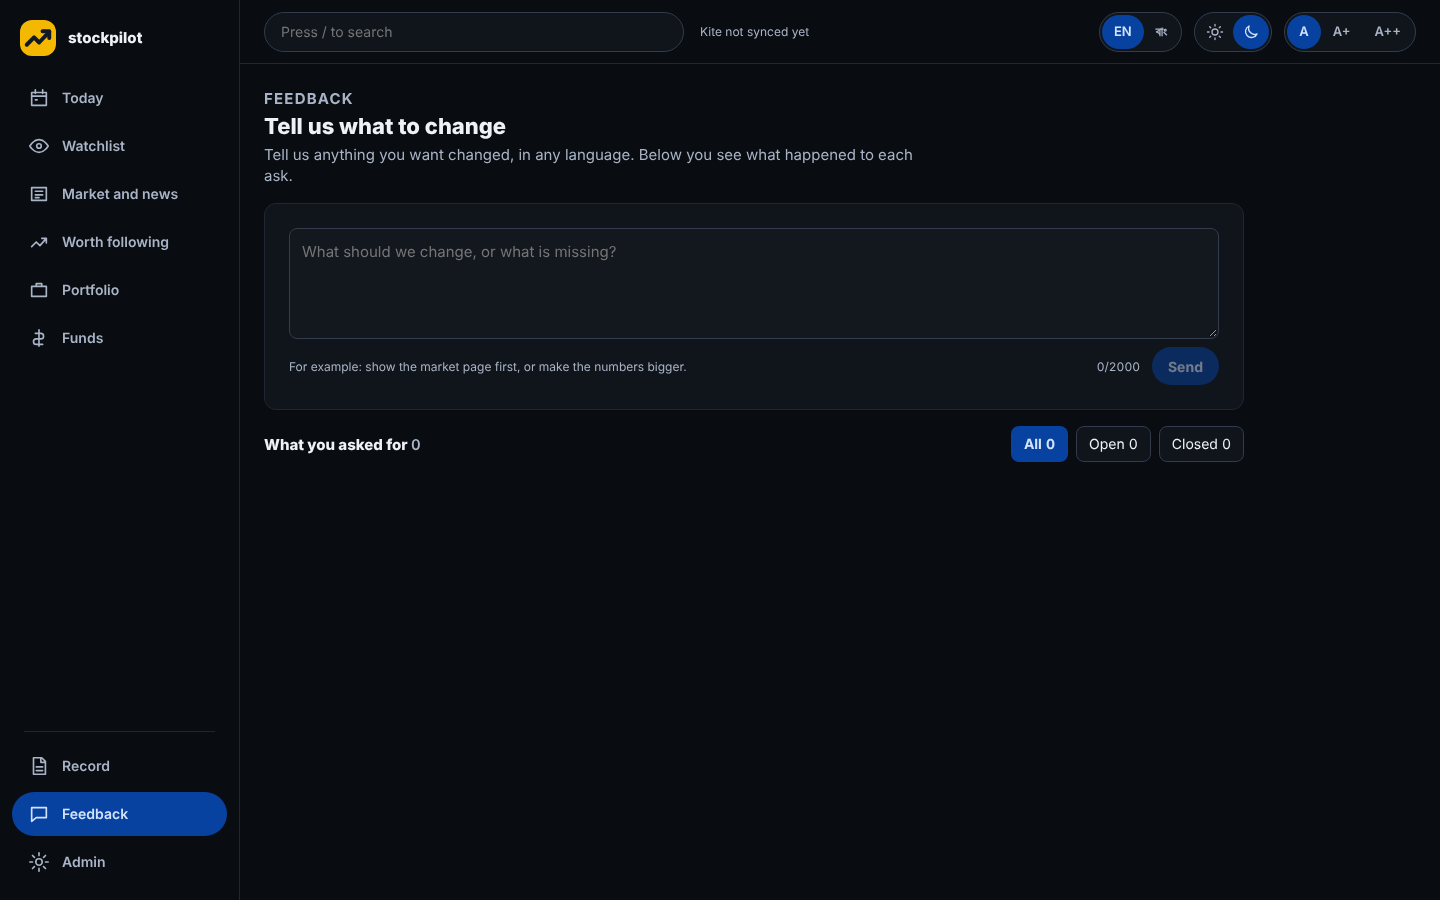 stockpilot
Press / to search
Kite not synced yet
EN
বাং
A
A+
A++
Today
Watchlist
Market and news
Worth following
Portfolio
Funds
Record
Feedback
Admin
FEEDBACK
Tell us what to change
Tell us anything you want changed, in any language. Below you see what happened to each
ask.
What should we change, or what is missing?
For example: show the market page first, or make the numbers bigger.
0/2000
Send
What you asked for 0
All 0
Open 0
Closed 0